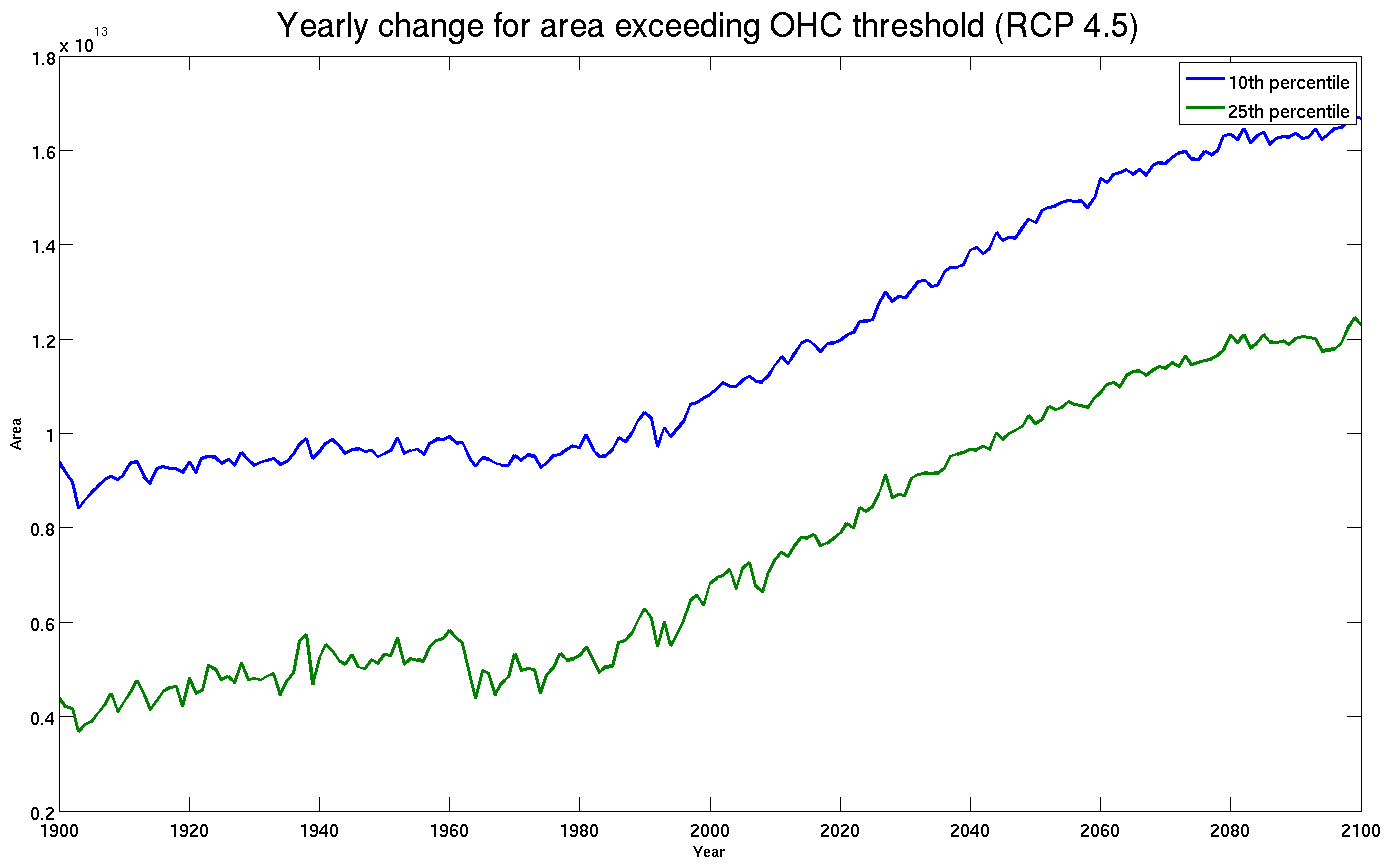 Yearly change for area exceeding OHC threshold (RCP 4.5)
x 10^13
10th percentile
25th percentile
1.8
1.6
1.4
1.2
1
0.8
0.6
0.4
0.2
Area
1900 1920 1940 1960 1980 2000 2020 2040 2060 2080 2100
Year